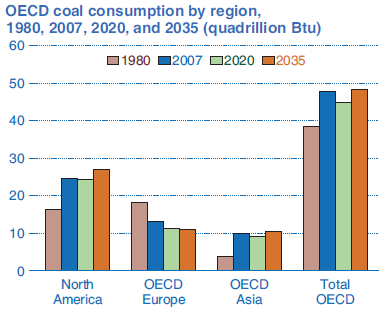 OECD coal consumption by region,
1980, 2007, 2020, and 2035 (quadrillion Btu)
60
1980 2007 2020 2035
50
40
30
20
10
0
North America
OECD Europe
OECD Asia
Total OECD